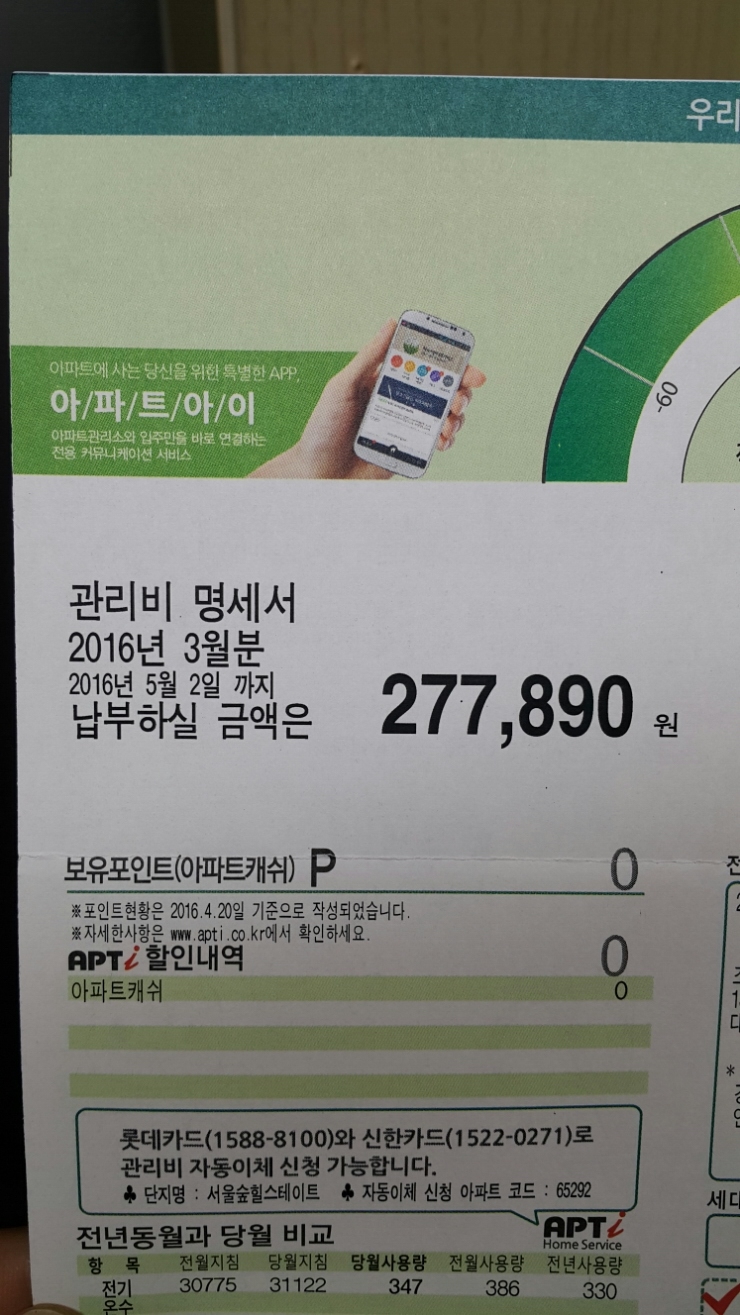 우리
아파트에 사는 당신을 위한 특별한 APP,
아/파/트/아/이
아파트관리소와 입주민을 바로 연결하는
전용 커뮤니케이션 서비스
-60
관리비 명세서
2016년 3월분
2016년 5월 2일 까지
납부하실 금액은 277,890 원
보유포인트(아파트캐쉬) P 0
※포인트현황은 2016.4.20일 기준으로 작성되었습니다.
※자세한사항은 www.apti.co.kr에서 확인하세요.
APTi 할인내역 0
아파트캐쉬 0
롯데카드(1588-8100)와 신한카드(1522-0271)로
관리비 자동이체 신청 가능합니다.
♣ 단지명 : 서울숲힐스테이트 ♣ 자동이체 신청 아파트 코드 : 65292
전년동월과 당월 비교 APTi
Home Service
항 목 전월지침 당월지침 당월사용량 전월사용량 전년사용량
전기 30775 31122 347 386 330
온수
세대